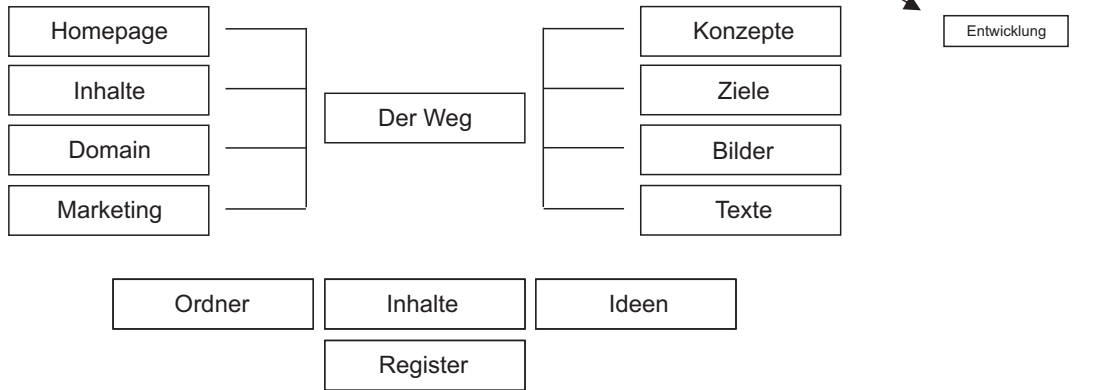 Homepage
Konzepte
Entwicklung
Inhalte
Ziele
Der Weg
Domain
Bilder
Marketing
Texte
Ordner
Inhalte
Ideen
Register